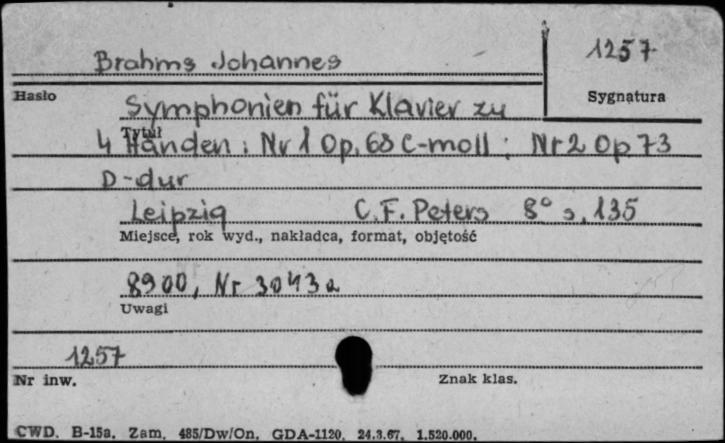 Brahms Johannes
1257
Hasło
Sygnatura
Symphonien für Klavier zu
Tytuł
4 Händen : Nr 1 Op. 68 c-moll ; Nr 2 Op 73
D-dur
Leipzig C. F. Peters 8° s. 135
Miejsce, rok wyd., nakładca, format, objętość
8900, Nr 3043a
Uwagi
1257
Nr inw.
Znak klas.
CWD. B-15a. Zam. 485/Dw/On. GDA-1120. 24.3.67. 1.520.000.